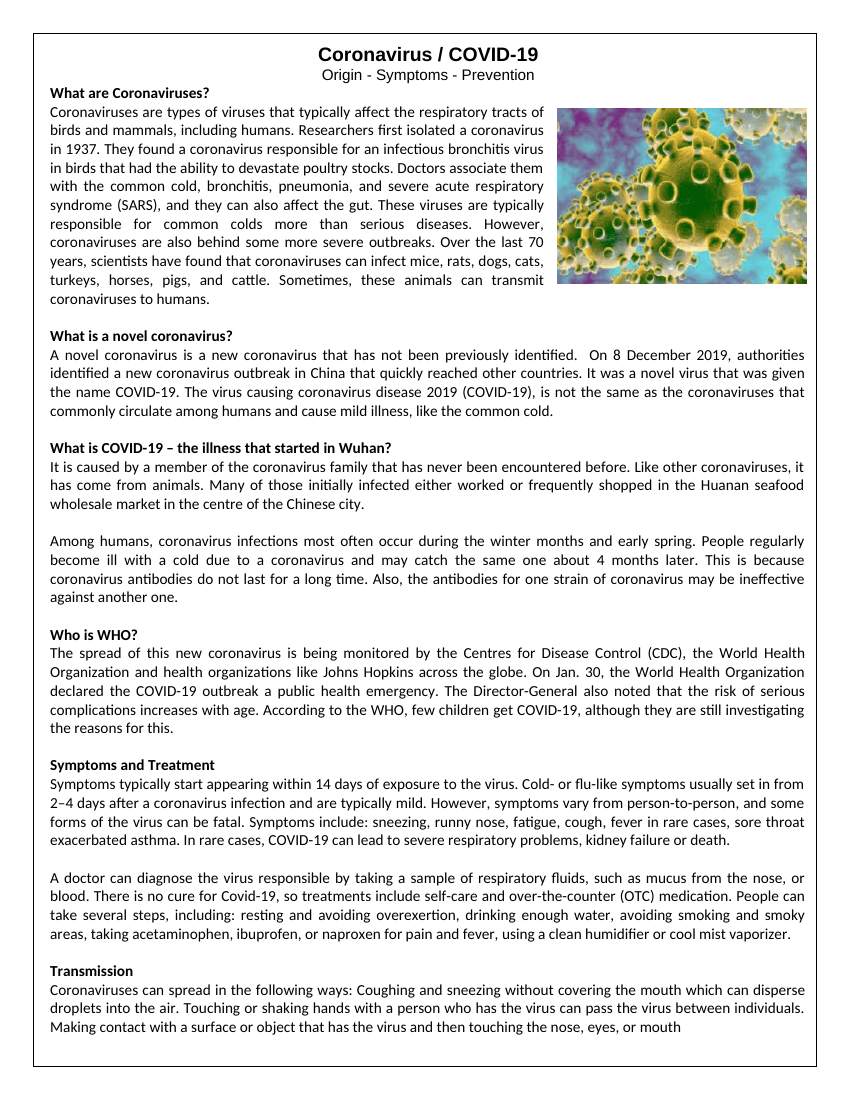 Coronavirus / COVID-19
Origin - Symptoms - Prevention
What are Coronaviruses?
Coronaviruses are types of viruses that typically affect the respiratory tracts of
birds and mammals, including humans. Researchers first isolated a coronavirus
in 1937. They found a coronavirus responsible for an infectious bronchitis virus
in birds that had the ability to devastate poultry stocks. Doctors associate them
with the common cold, bronchitis, pneumonia, and severe acute respiratory
syndrome (SARS), and they can also affect the gut. These viruses are typically
responsible for common colds more than serious diseases. However,
coronaviruses are also behind some more severe outbreaks. Over the last 70
years, scientists have found that coronaviruses can infect mice, rats, dogs, cats,
turkeys, horses, pigs, and cattle. Sometimes, these animals can transmit
coronaviruses to humans.
What is a novel coronavirus?
A novel coronavirus is a new coronavirus that has not been previously identified.  On 8 December 2019, authorities
identified a new coronavirus outbreak in China that quickly reached other countries. It was a novel virus that was given
the name COVID-19. The virus causing coronavirus disease 2019 (COVID-19), is not the same as the coronaviruses that
commonly circulate among humans and cause mild illness, like the common cold.
What is COVID-19 – the illness that started in Wuhan?
It is caused by a member of the coronavirus family that has never been encountered before. Like other coronaviruses, it
has come from animals. Many of those initially infected either worked or frequently shopped in the Huanan seafood
wholesale market in the centre of the Chinese city.
Among humans, coronavirus infections most often occur during the winter months and early spring. People regularly
become ill with a cold due to a coronavirus and may catch the same one about 4 months later. This is because
coronavirus antibodies do not last for a long time. Also, the antibodies for one strain of coronavirus may be ineffective
against another one.
Who is WHO?
The spread of this new coronavirus is being monitored by the Centres for Disease Control (CDC), the World Health
Organization and health organizations like Johns Hopkins across the globe. On Jan. 30, the World Health Organization
declared the COVID-19 outbreak a public health emergency. The Director-General also noted that the risk of serious
complications increases with age. According to the WHO, few children get COVID-19, although they are still investigating
the reasons for this.
Symptoms and Treatment
Symptoms typically start appearing within 14 days of exposure to the virus. Cold- or flu-like symptoms usually set in from
2–4 days after a coronavirus infection and are typically mild. However, symptoms vary from person-to-person, and some
forms of the virus can be fatal. Symptoms include: sneezing, runny nose, fatigue, cough, fever in rare cases, sore throat
exacerbated asthma. In rare cases, COVID-19 can lead to severe respiratory problems, kidney failure or death.
A doctor can diagnose the virus responsible by taking a sample of respiratory fluids, such as mucus from the nose, or
blood. There is no cure for Covid-19, so treatments include self-care and over-the-counter (OTC) medication. People can
take several steps, including: resting and avoiding overexertion, drinking enough water, avoiding smoking and smoky
areas, taking acetaminophen, ibuprofen, or naproxen for pain and fever, using a clean humidifier or cool mist vaporizer.
Transmission
Coronaviruses can spread in the following ways: Coughing and sneezing without covering the mouth which can disperse
droplets into the air. Touching or shaking hands with a person who has the virus can pass the virus between individuals.
Making contact with a surface or object that has the virus and then touching the nose, eyes, or mouth